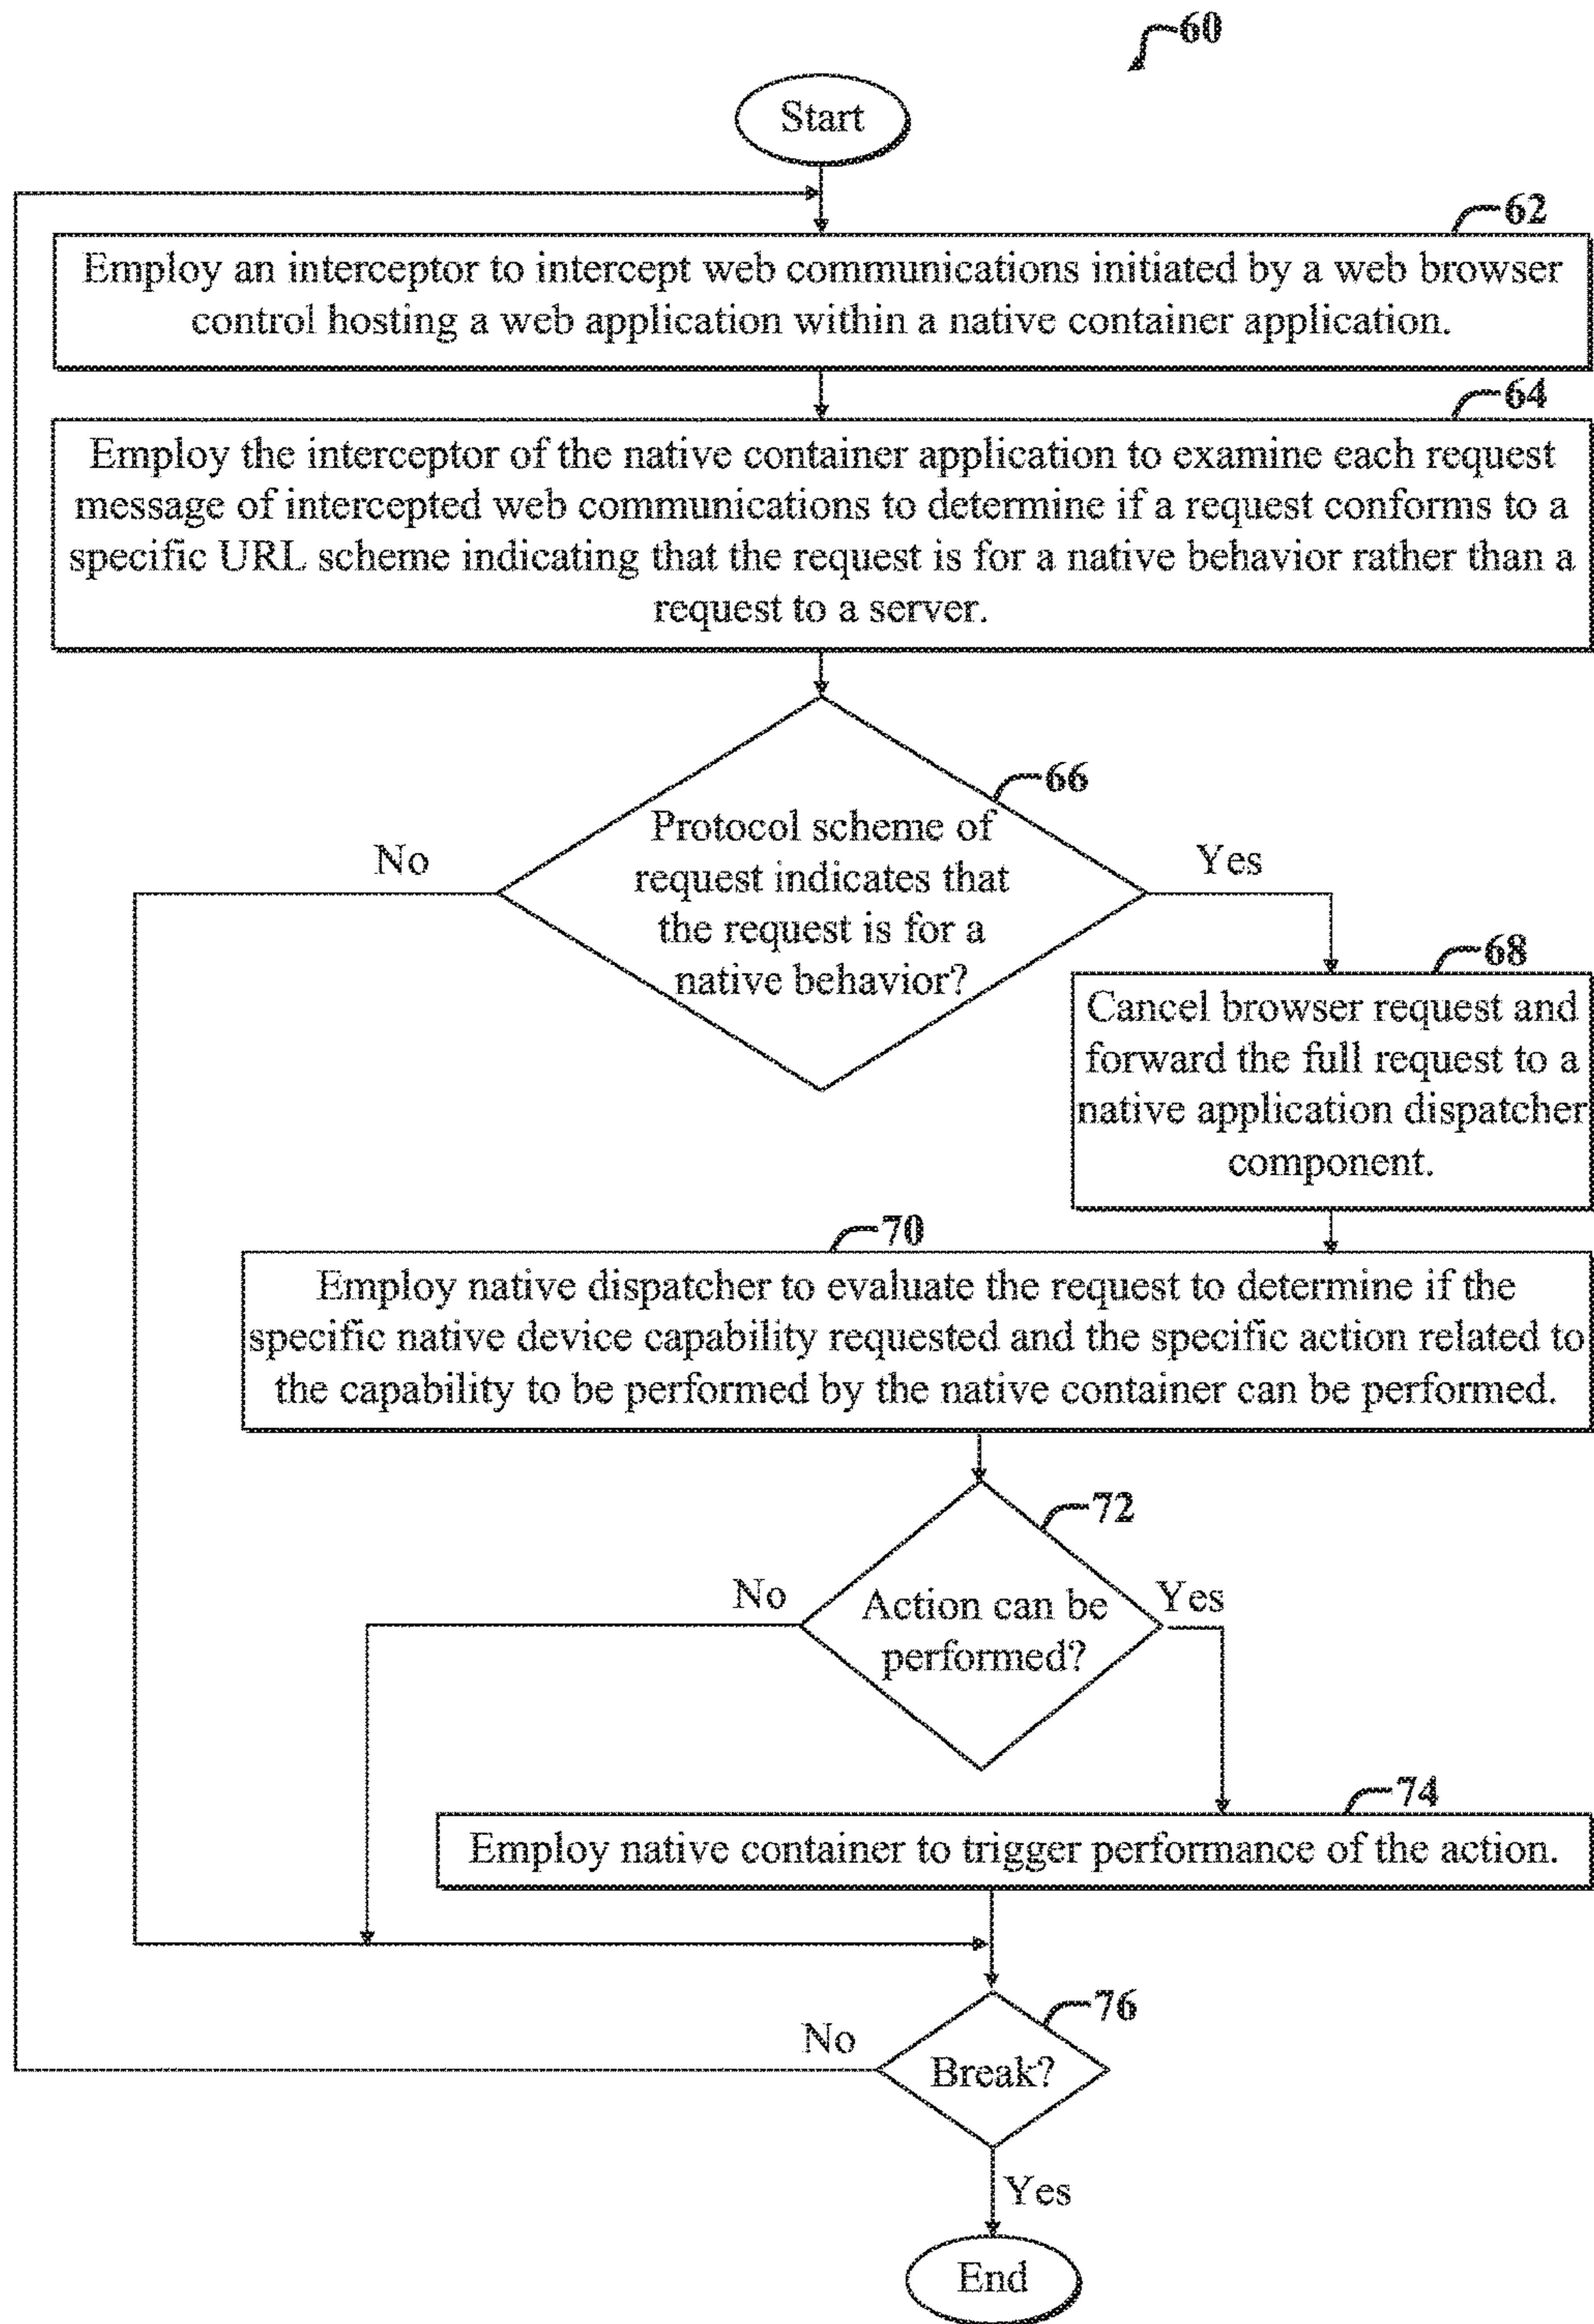 60
Start
62
Employ an interceptor to intercept web communications initiated by a web browser
control hosting a web application within a native container application.
64
Employ the interceptor of the native container application to examine each request
message of intercepted web communications to determine if a request conforms to a
specific URL scheme indicating that the request is for a native behavior rather than a
request to a server.
66
Protocol scheme of
request indicates that
the request is for a
native behavior?
No
Yes
68
Cancel browser request and
forward the full request to a
native application dispatcher
component.
70
Employ native dispatcher to evaluate the request to determine if the
specific native device capability requested and the specific action related to
the capability to be performed by the native container can be performed.
72
No
Yes
Action can be
performed?
74
Employ native container to trigger performance of the action.
76
No
Break?
Yes
End